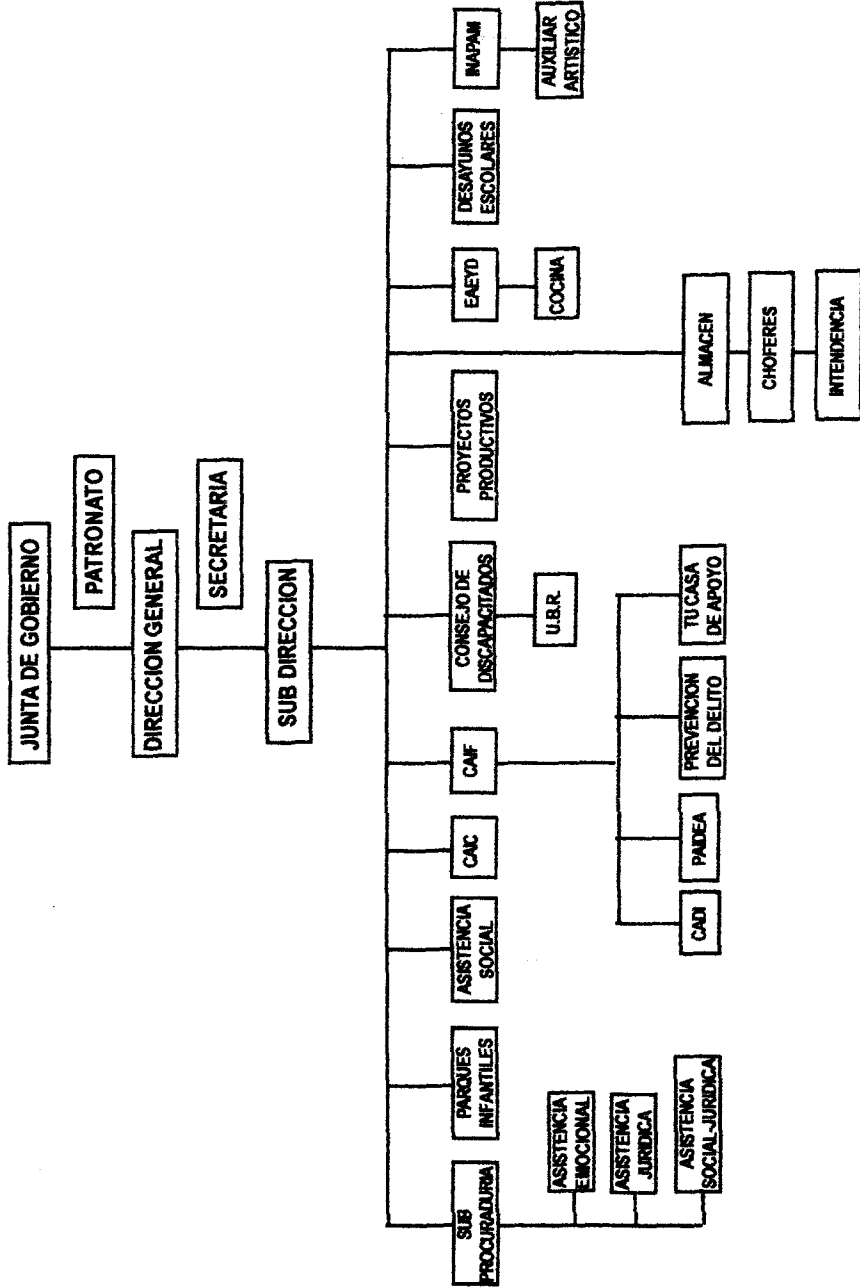 JUNTA DE GOBIERNO
PATRONATO
DIRECCION GENERAL
SECRETARIA
SUB DIRECCION
SUB
PROCURADURIA
PARQUES
INFANTILES
ASISTENCIA
SOCIAL
CAIC
CAIF
CONSEJO DE
DISCAPACITADOS
PROYECTOS
PRODUCTIVOS
EAEYD
DESAYUNOS
ESCOLARES
INAPAM
ASISTENCIA
EMOCIONAL
ASISTENCIA
JURIDICA
ASISTENCIA
SOCIAL-JURIDICA
U.B.R.
COCINA
AUXILIAR
ARTISTICO
CADI
PAIDEA
PREVENCION
DEL DELITO
TU CASA
DE APOYO
ALMACEN
CHOFERES
INTENDENCIA